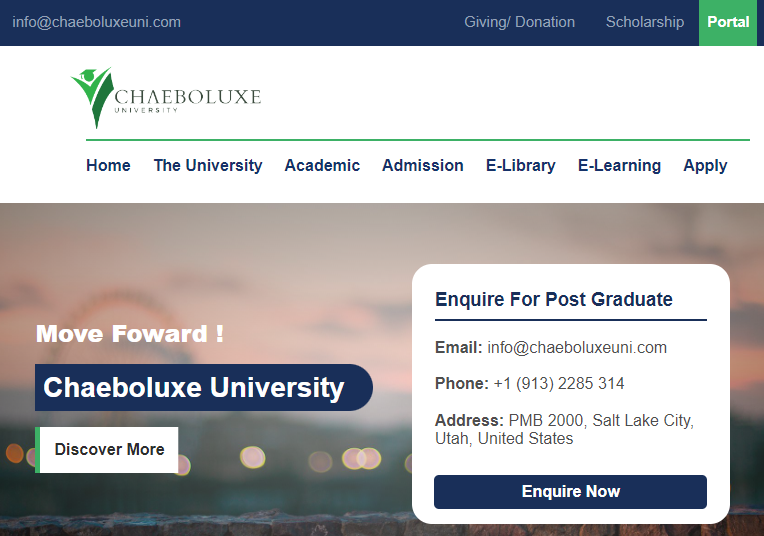 info@chaeboluxeuni.com
Giving/ Donation
Scholarship
Portal
CHAEBOLUXE
UNIVERSITY
Home
The University
Academic
Admission
E-Library
E-Learning
Apply
Move Foward !
Chaeboluxe University
Discover More
Enquire For Post Graduate
Email: info@chaeboluxeuni.com
Phone: +1 (913) 2285 314
Address: PMB 2000, Salt Lake City,
Utah, United States
Enquire Now